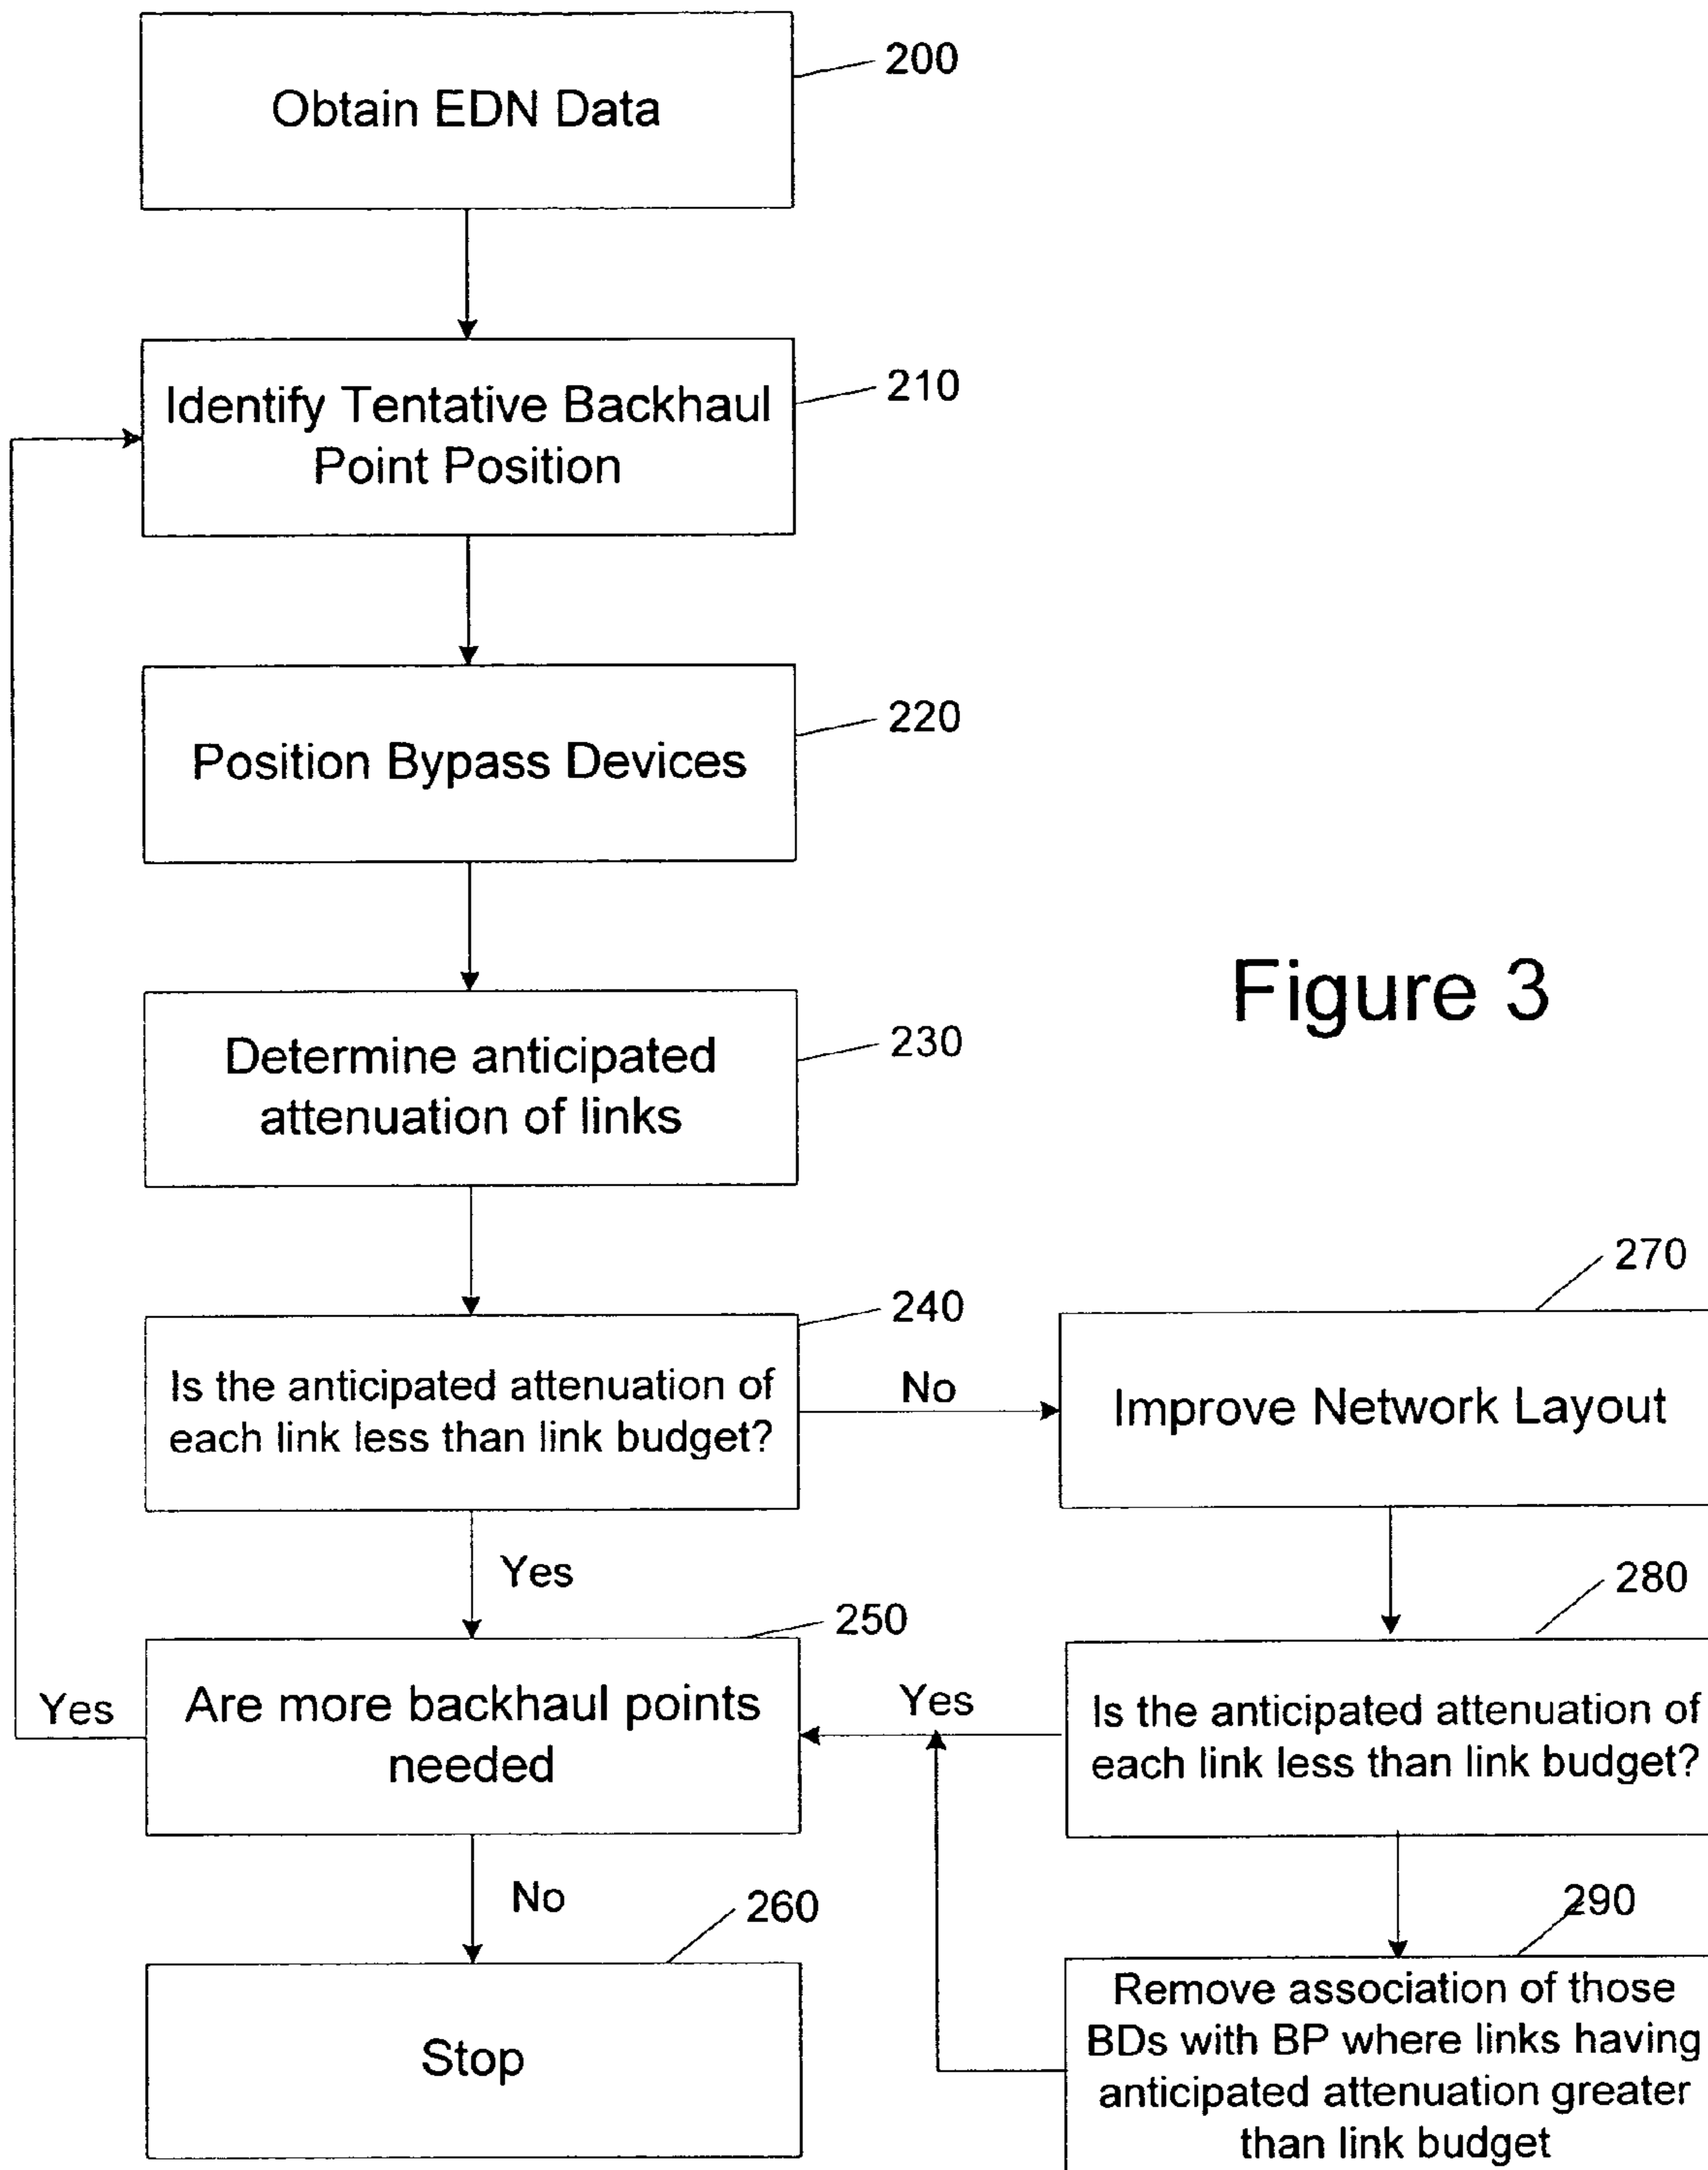 Obtain EDN Data
200
Identify Tentative Backhaul
Point Position
210
Position Bypass Devices
220
Figure 3
Determine anticipated
attenuation of links
230
Is the anticipated attenuation of
each link less than link budget?
240
No
Improve Network Layout
270
Yes
Are more backhaul points
needed
250
Yes
Yes
Is the anticipated attenuation of
each link less than link budget?
280
No
Stop
260
Remove association of those
BDs with BP where links having
anticipated attenuation greater
than link budget
290